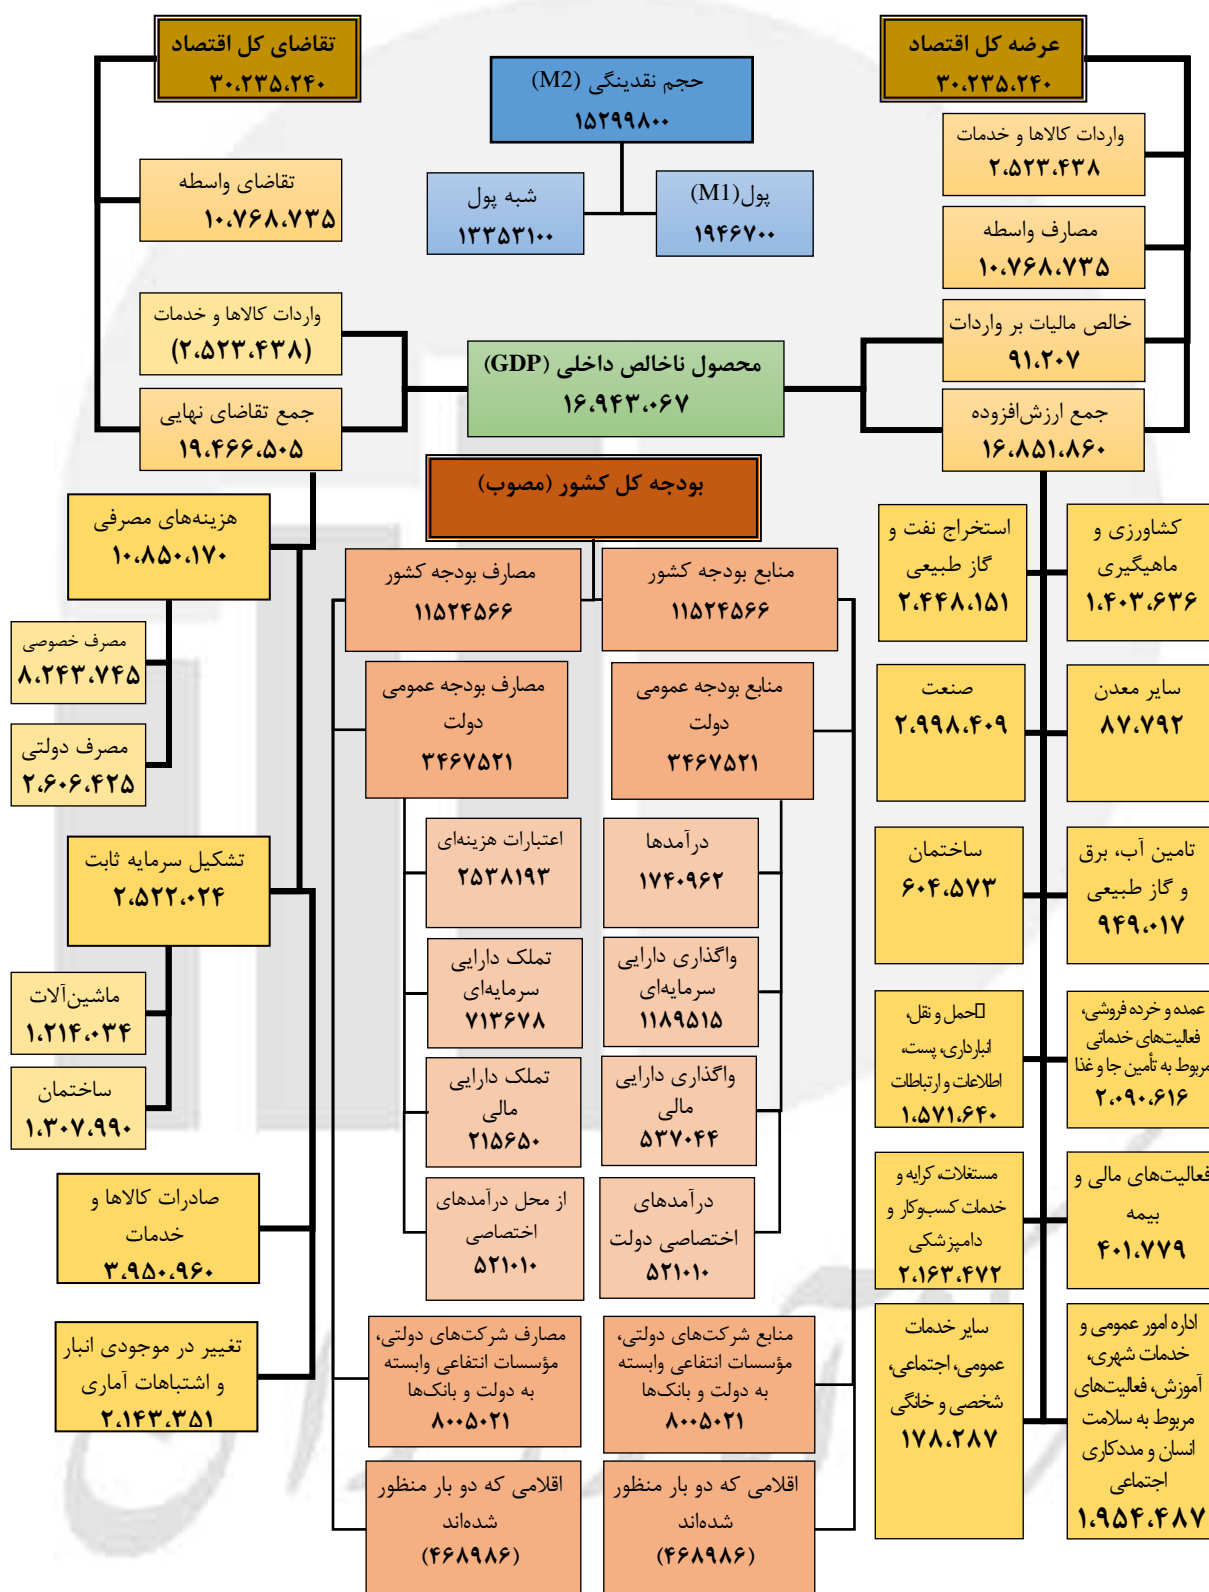 عرضه کل اقتصاد
۳۰،۲۳۵،۲۴۰
واردات کالاها و خدمات
۲،۵۲۳،۴۳۸
مصارف واسطه
۱۰،۷۶۸،۷۳۵
خالص مالیات بر واردات
۹۱،۲۰۷
جمع ارزش‌افزوده
۱۶،۸۵۱،۸۶۰
حجم نقدینگی (M2)
۱۵۲۹۹۸۰۰
پول(M1)
۱۹۴۶۷۰۰
شبه پول
۱۳۳۵۳۱۰۰
تقاضای کل اقتصاد
۳۰،۲۳۵،۲۴۰
تقاضای واسطه
۱۰،۷۶۸،۷۳۵
واردات کالاها و خدمات
(۲،۵۲۳،۴۳۸)
جمع تقاضای نهایی
۱۹،۴۶۶،۵۰۵
محصول ناخالص داخلی (GDP)
۱۶،۹۴۳،۰۶۷
کشاورزی و
ماهیگیری
۱،۴۰۳،۶۳۶
استخراج نفت و
گاز طبیعی
۲،۴۴۸،۱۵۱
سایر معدن
۸۷،۷۹۲
صنعت
۲،۹۹۸،۴۰۹
تامین آب، برق
و گاز طبیعی
۹۴۹،۰۱۷
ساختمان
۶۰۴،۵۷۳
عمده و خرده فروشی،
فعالیت‌های خدماتی
مربوط به تأمین جا و غذا
۲،۰۹۰،۶۱۶
حمل و نقل،
انبارداری، پست،
اطلاعات و ارتباطات
۱،۵۷۱،۶۴۰
فعالیت‌های مالی و
بیمه
۴۰۱،۷۷۹
مستغلات، کرایه و
خدمات کسب‌وکار و
دامپزشکی
۲،۱۶۳،۴۷۲
اداره امور عمومی و
خدمات شهری،
آموزش، فعالیت‌های
مربوط به سلامت
انسان و مددکاری
اجتماعی
۱،۹۵۴،۴۸۷
سایر خدمات
عمومی، اجتماعی،
شخصی و خانگی
۱۷۸،۲۸۷
بودجه کل کشور (مصوب)
منابع بودجه کشور
۱۱۵۲۴۵۶۶
مصارف بودجه کشور
۱۱۵۲۴۵۶۶
منابع بودجه عمومی
دولت
۳۴۶۷۵۲۱
مصارف بودجه عمومی
دولت
۳۴۶۷۵۲۱
درآمدها
۱۷۴۰۹۶۲
اعتبارات هزینه‌ای
۲۵۳۸۱۹۳
واگذاری دارایی
سرمایه‌ای
۱۱۸۹۵۱۵
تملک دارایی
سرمایه‌ای
۷۱۳۶۷۸
واگذاری دارایی
مالی
۵۳۷۰۴۴
تملک دارایی
مالی
۲۱۵۶۵۰
درآمدهای
اختصاصی دولت
۵۲۱۰۱۰
از محل درآمدهای
اختصاصی
۵۲۱۰۱۰
منابع شرکت‌های دولتی،
مؤسسات انتفاعی وابسته
به دولت و بانک‌ها
۸۰۰۵۰۲۱
مصارف شرکت‌های دولتی،
مؤسسات انتفاعی وابسته
به دولت و بانک‌ها
۸۰۰۵۰۲۱
اقلامی که دو بار منظور
شده‌اند
(۴۶۸۹۸۶)
اقلامی که دو بار منظور
شده‌اند
(۴۶۸۹۸۶)
هزینه‌های مصرفی
۱۰،۸۵۰،۱۷۰
مصرف خصوصی
۸،۲۴۳،۷۴۵
مصرف دولتی
۲،۶۰۶،۴۲۵
تشکیل سرمایه ثابت
۲،۵۲۲،۰۲۴
ماشین‌آلات
۱،۲۱۴،۰۳۴
ساختمان
۱،۳۰۷،۹۹۰
صادرات کالاها و
خدمات
۳،۹۵۰،۹۶۰
تغییر در موجودی انبار
و اشتباهات آماری
۲،۱۴۳،۳۵۱